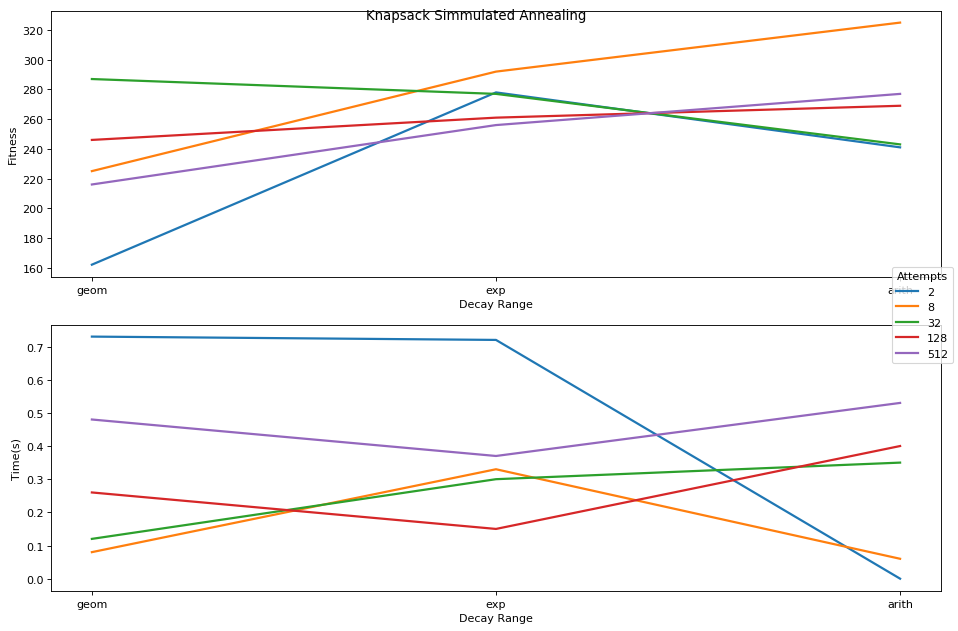 Knapsack Simmulated Annealing
320
300
280
260
240
220
200
180
160
Fitness
geom
exp
arith
Decay Range
Attempts
2
8
32
128
512
0.7
0.6
0.5
0.4
0.3
0.2
0.1
0.0
Time(s)
geom
exp
arith
Decay Range